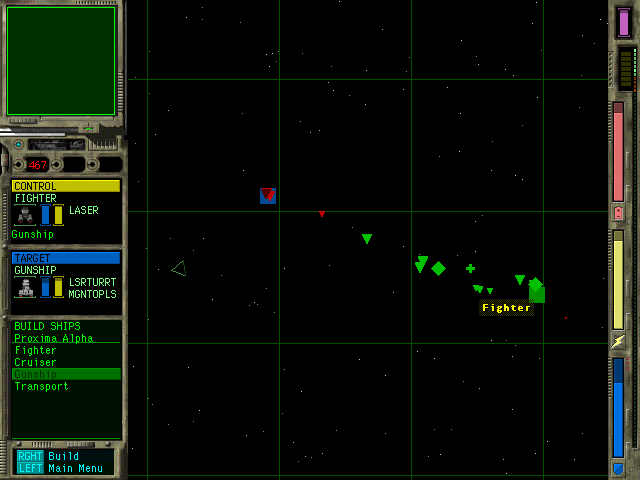 467
CONTROL
FIGHTER
LASER
Gunship
TARGET
GUNSHIP
LSRTURRT
MGNTOPLS
BUILD SHIPS
Proxima Alpha
Fighter
Cruiser
Gunship
Transport
RGHT Build
LEFT Main Menu
Fighter